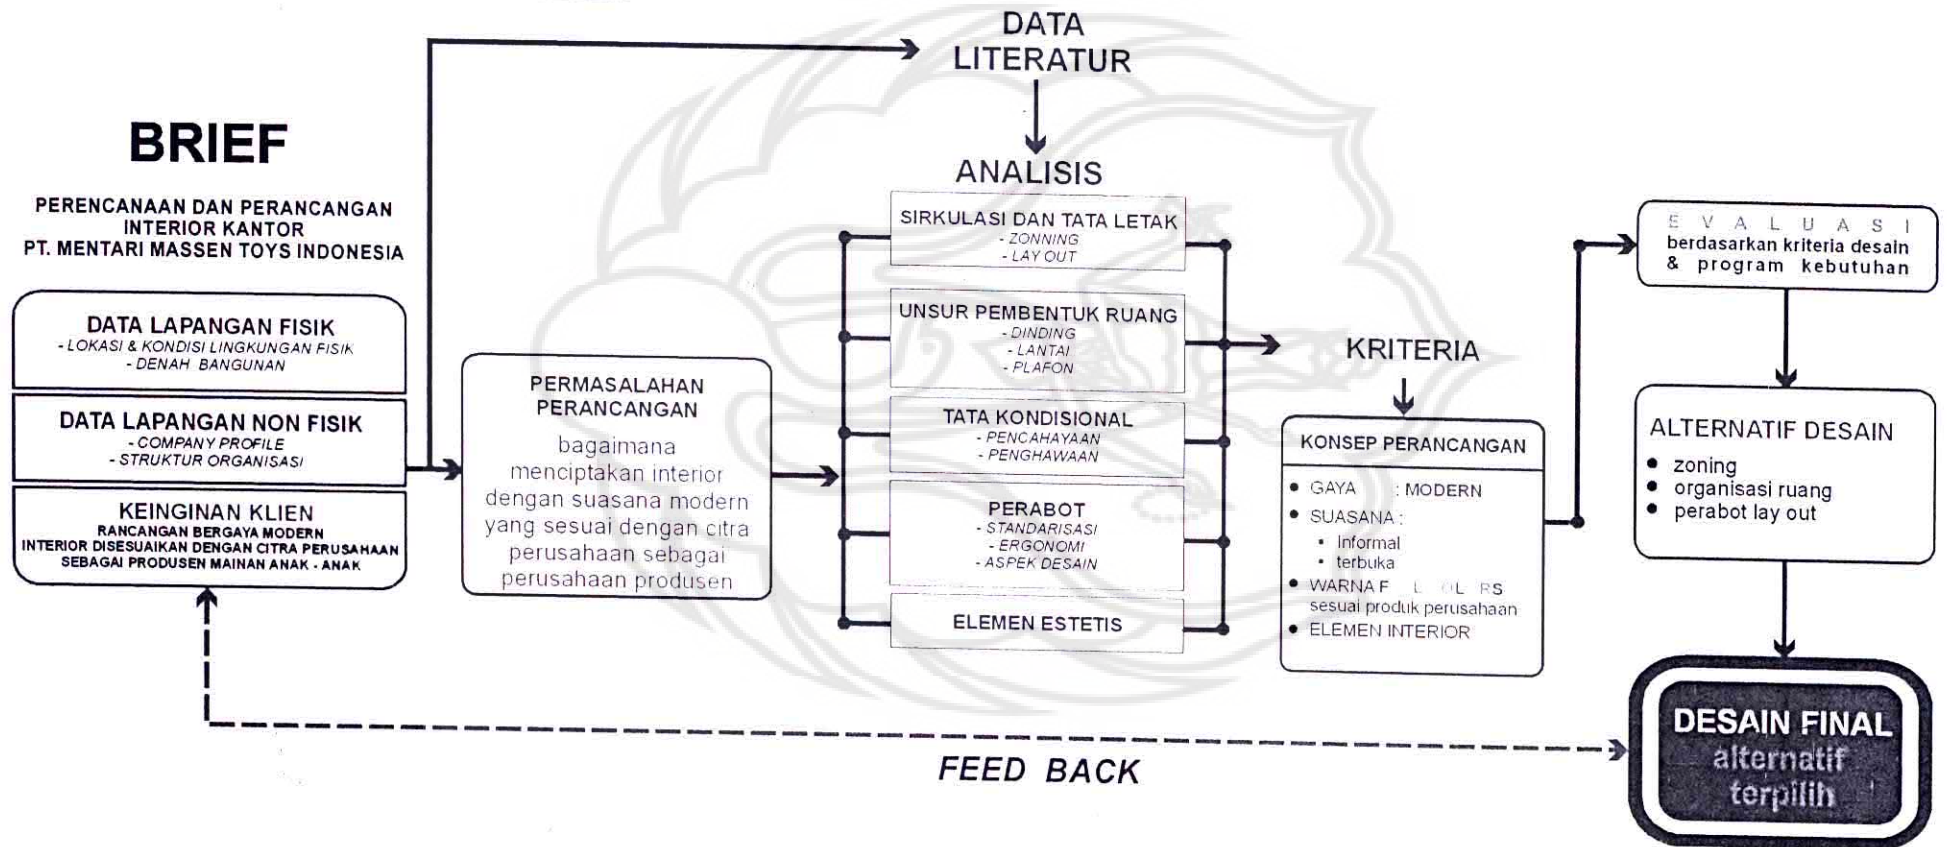 BRIEF
PERENCANAAN DAN PERANCANGAN
INTERIOR KANTOR
PT. MENTARI MASSEN TOYS INDONESIA
DATA LAPANGAN FISIK
- LOKASI & KONDISI LINGKUNGAN FISIK
- DENAH BANGUNAN
DATA LAPANGAN NON FISIK
- COMPANY PROFILE
- STRUKTUR ORGANISASI
KEINGINAN KLIEN
RANCANGAN BERGAYA MODERN
INTERIOR DISESUAIKAN DENGAN CITRA PERUSAHAAN
SEBAGAI PRODUSEN MAINAN ANAK - ANAK
PERMASALAHAN
PERANCANGAN
bagaimana
menciptakan interior
dengan suasana modern
yang sesuai dengan citra
perusahaan sebagai
perusahaan produsen
DATA
LITERATUR
ANALISIS
SIRKULASI DAN TATA LETAK
- ZONNING
- LAY OUT
UNSUR PEMBENTUK RUANG
- DINDING
- LANTAI
- PLAFON
TATA KONDISIONAL
- PENCAHAYAAN
- PENGHAWAAN
PERABOT
- STANDARISASI
- ERGONOMI
- ASPEK DESAIN
ELEMEN ESTETIS
KRITERIA
KONSEP PERANCANGAN
• GAYA : MODERN
• SUASANA :
• Informal
• terbuka
• WARNA
sesuai produk perusahaan
• ELEMEN INTERIOR
E V A L U A S I
berdasarkan kriteria desain
& program kebutuhan
ALTERNATIF DESAIN
• zoning
• organisasi ruang
• perabot lay out
DESAIN FINAL
alternatif
terpilih
FEED BACK